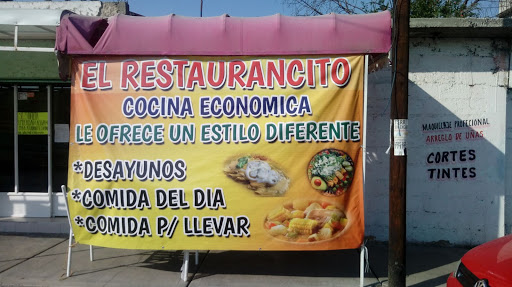 EL RESTAURANCITO
COCINA ECONOMICA
LE OFRECE UN ESTILO DIFERENTE
*DESAYUNOS
*COMIDA DEL DIA
*COMIDA P/ LLEVAR
MAQUILLAJE PROFECIONAL
ARREGLO DE UÑAS
CORTES
TINTES